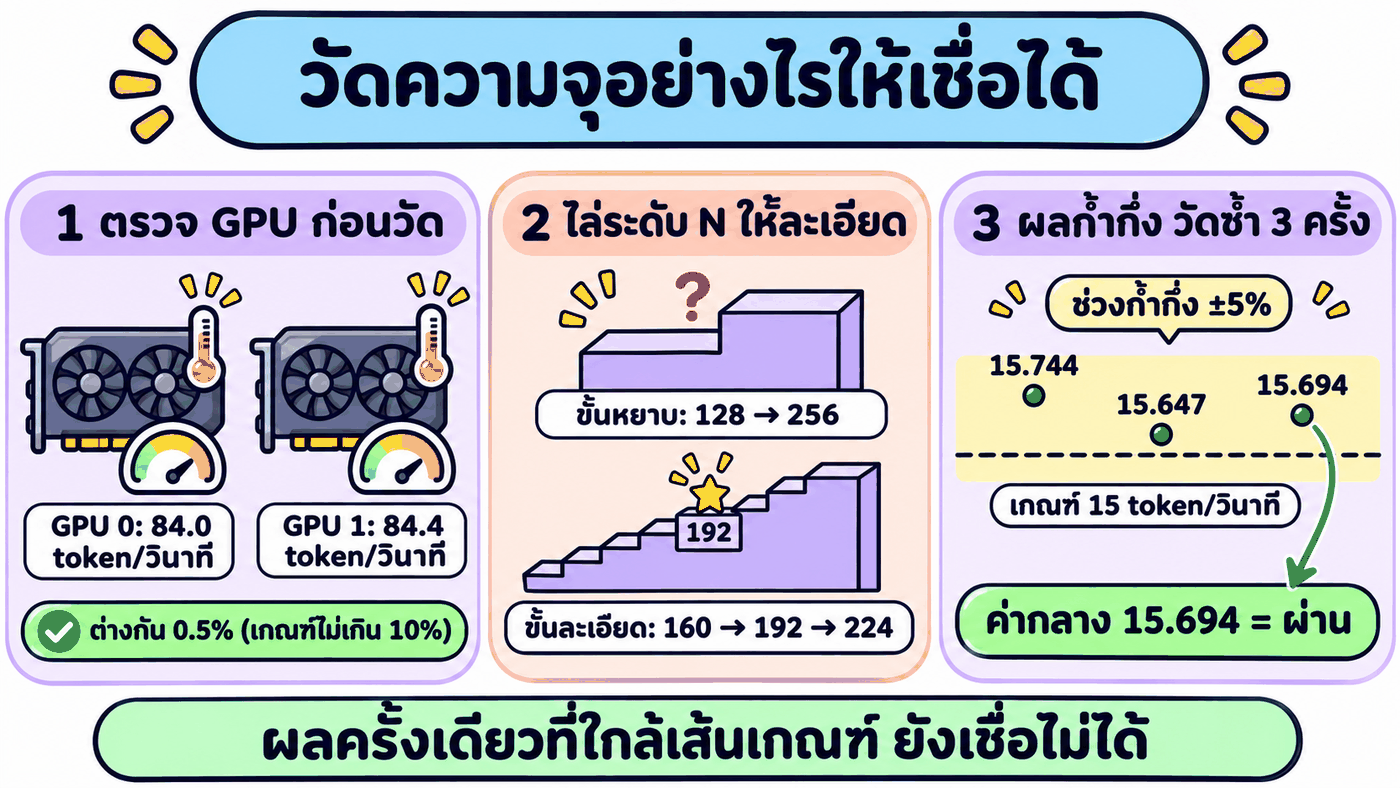 วัดความจุอย่างไรให้เชื่อได้
1 ตรวจ GPU ก่อนวัด
GPU 0: 84.0
token/วินาที
GPU 1: 84.4
token/วินาที
ต่างกัน 0.5% (เกณฑ์ไม่เกิน 10%)
2 ไล่ระดับ N ให้ละเอียด
?
ขั้นหยาบ: 128 → 256
192
ขั้นละเอียด: 160 → 192 → 224
3 ผลก้ำกึ่ง วัดซ้ำ 3 ครั้ง
ช่วงก้ำกึ่ง ±5%
15.744
15.647
15.694
เกณฑ์ 15 token/วินาที
ค่ากลาง 15.694 = ผ่าน
ผลครั้งเดียวที่ใกล้เส้นเกณฑ์ ยังเชื่อไม่ได้